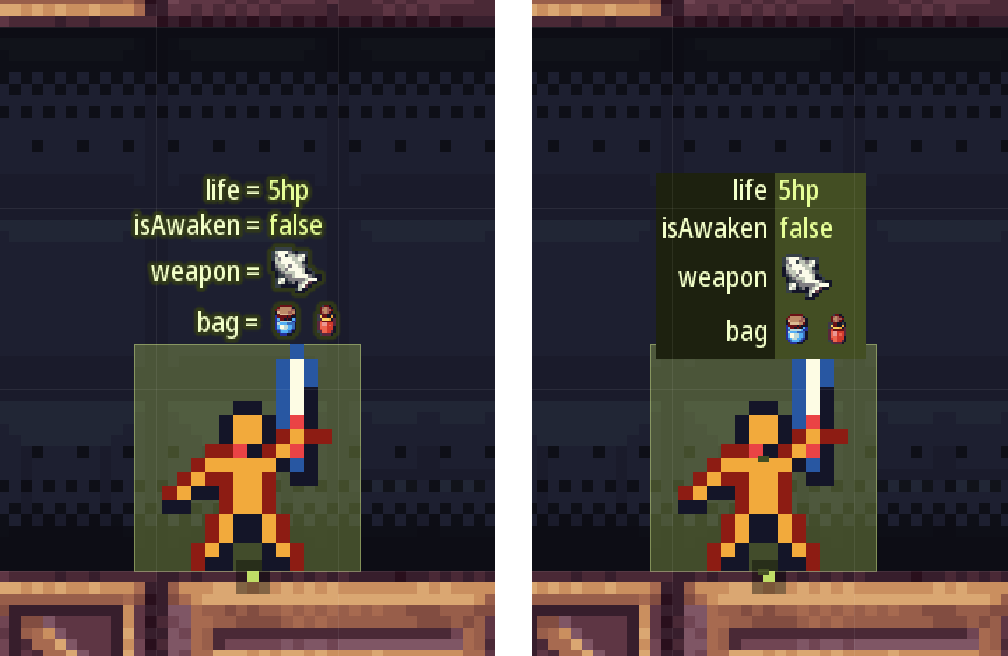 life = 5hp
isAwaken = false
weapon =
bag =
life 5hp
isAwaken false
weapon
bag